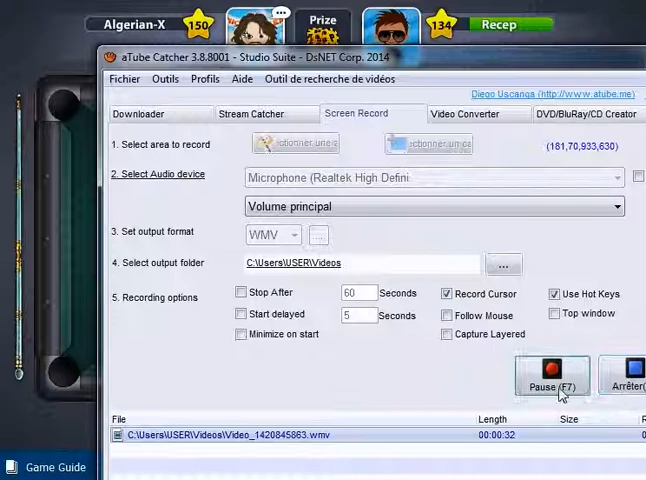 Algerian-X 150 Prize 134 Recep
aTube Catcher 3.8.8001 - Studio Suite - DsNET Corp. 2014
Fichier Outils Profils Aide Outil de recherche de vidéos
Diego Uscanga (http://www.atube.me)
Downloader Stream Catcher Screen Record Video Converter DVD/BluRay/CD Creator
1. Select area to record (181,70,933,630)
2. Select Audio device Microphone (Realtek High Defini
Volume principal
3. Set output format WMV ...
4. Select output folder C:\Users\USER\Videos ...
5. Recording options Stop After 60 Seconds Record Cursor Use Hot Keys
Start delayed 5 Seconds Follow Mouse Top window
Minimize on start Capture Layered
Pause (F7) Arrêter(
File Length Size
C:\Users\USER\Videos\Video_1420845863.wmv 00:00:32
Game Guide